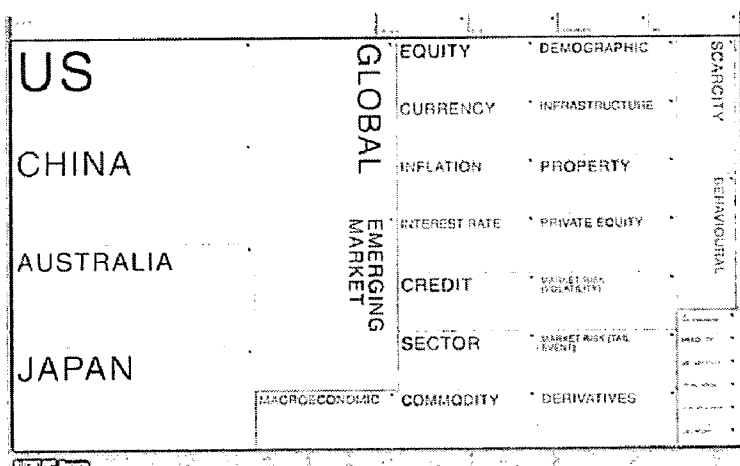 US
CHINA
AUSTRALIA
JAPAN
GLOBAL
EMERGING
MARKET
MACROECONOMIC
EQUITY
CURRENCY
INFLATION
INTEREST RATE
CREDIT
SECTOR
COMMODITY
DEMOGRAPHIC
INFRASTRUCTURE
PROPERTY
PRIVATE EQUITY
MARKET RISK
(VOLATILITY)
MARKET RISK (TAIL
EVENT)
DERIVATIVES
SCARCITY
BEHAVIOURAL